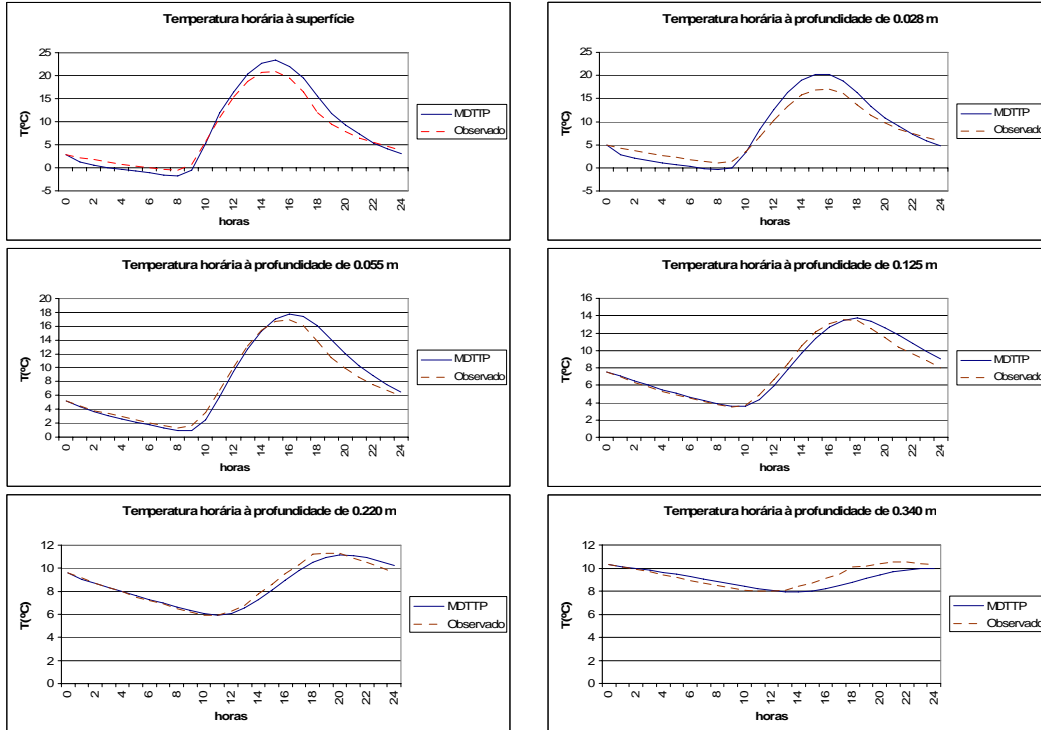 Temperatura horária à superfície
25
20
15
10
5
0
-5
T(ºC)
0 2 4 6 8 10 12 14 16 18 20 22 24
horas
MDTTP
Observado
Temperatura horária à profundidade de 0.028 m
25
20
15
10
5
0
-5
T(ºC)
0 2 4 6 8 10 12 14 16 18 20 22 24
horas
MDTTP
Observado
Temperatura horária à profundidade de 0.055 m
20
18
16
14
12
10
8
6
4
2
0
T(ºC)
0 2 4 6 8 10 12 14 16 18 20 22 24
horas
MDTTP
Observado
Temperatura horária à profundidade de 0.125 m
16
14
12
10
8
6
4
2
0
T(ºC)
0 2 4 6 8 10 12 14 16 18 20 22 24
horas
MDTTP
Observado
Temperatura horária à profundidade de 0.220 m
12
10
8
6
4
2
0
T(ºC)
0 2 4 6 8 10 12 14 16 18 20 22 24
horas
MDTTP
Observado
Temperatura horária à profundidade de 0.340 m
12
10
8
6
4
2
0
T(ºC)
0 2 4 6 8 10 12 14 16 18 20 22 24
horas
MDTTP
Observado